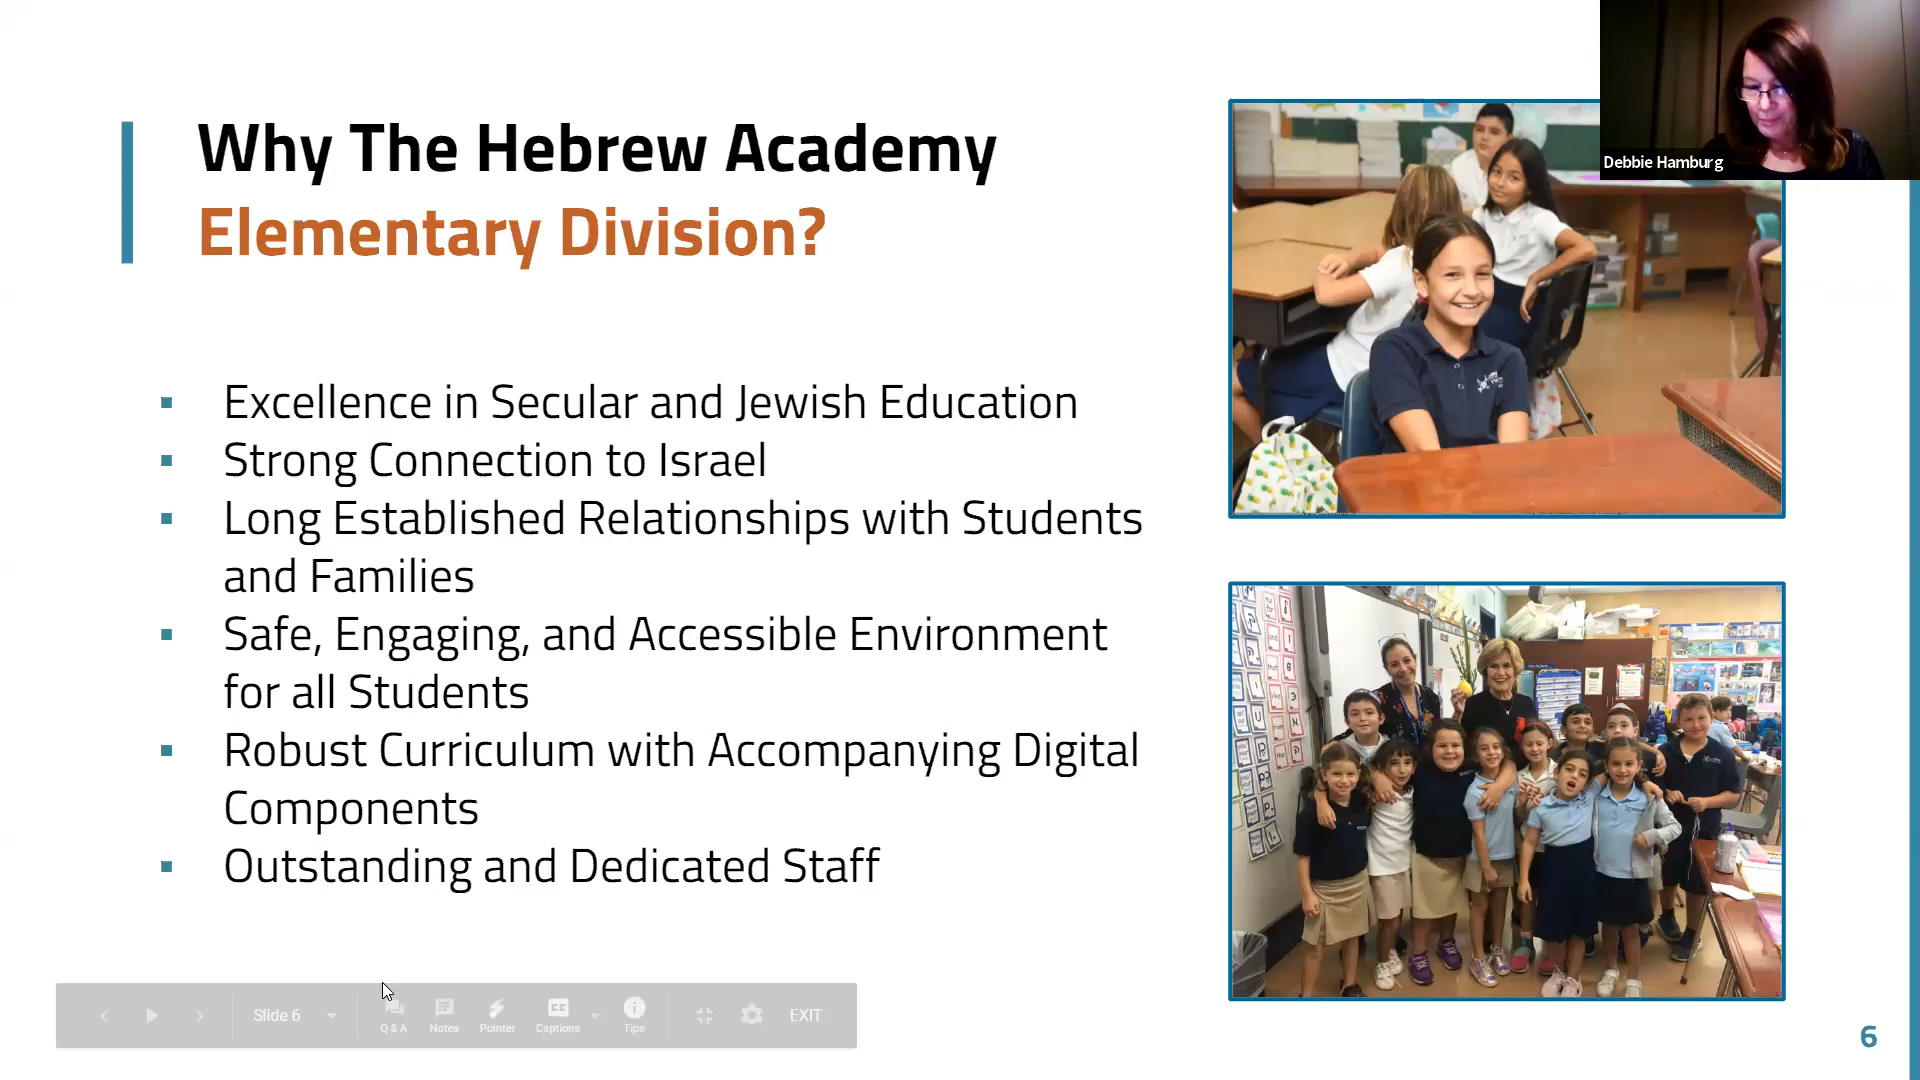 Why The Hebrew Academy
Elementary Division?
Debbie Hamburg
▪ Excellence in Secular and Jewish Education
▪ Strong Connection to Israel
▪ Long Established Relationships with Students
and Families
▪ Safe, Engaging, and Accessible Environment
for all Students
▪ Robust Curriculum with Accompanying Digital
Components
▪ Outstanding and Dedicated Staff
Slide 6
Q & A
Notes
Pointer
CC
Captions
Tips
EXIT
6